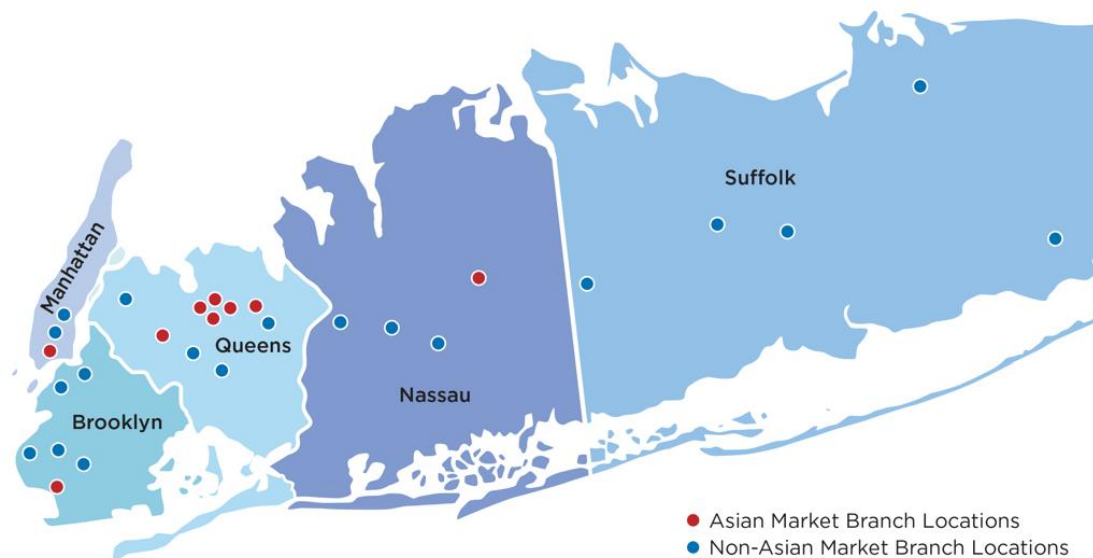 Manhattan
Suffolk
Queens
Nassau
Brooklyn
Asian Market Branch Locations
Non-Asian Market Branch Locations